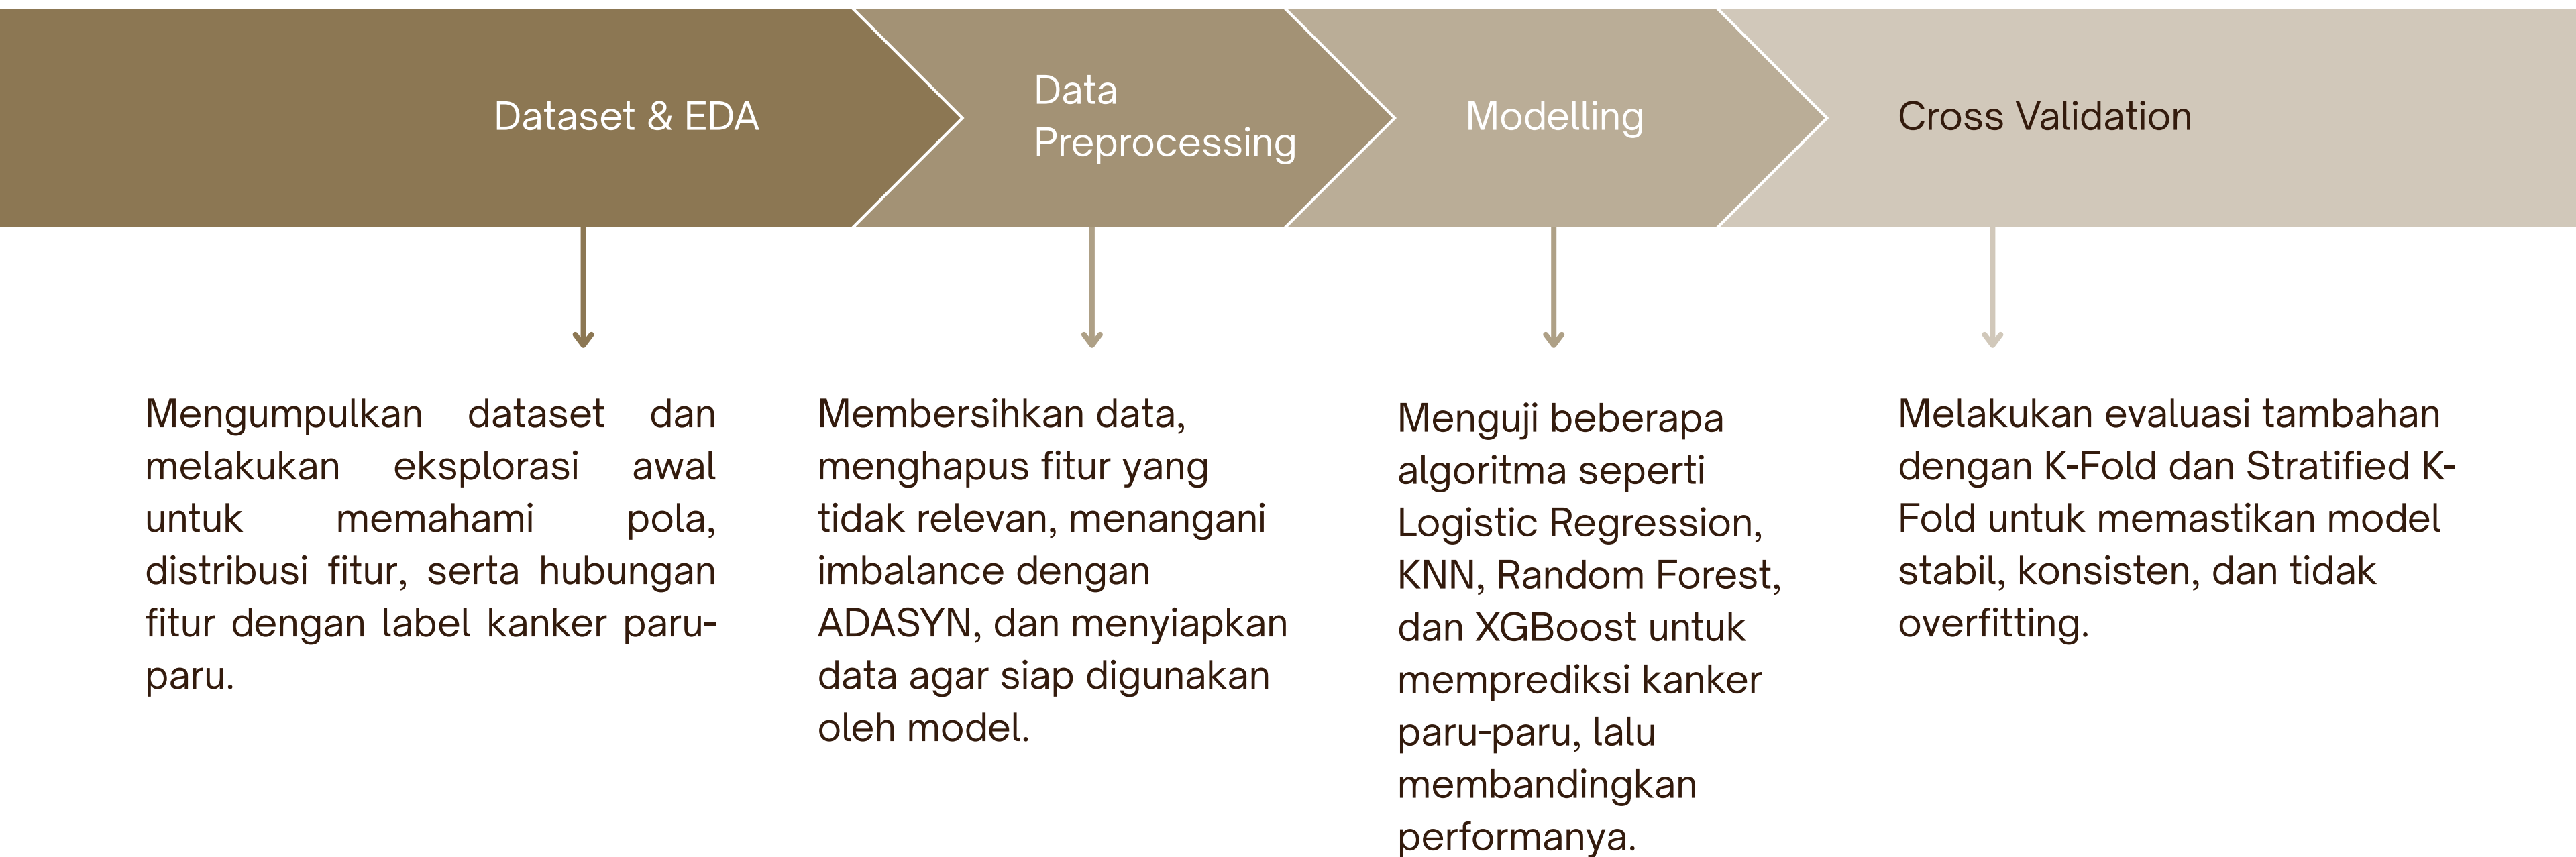 Dataset & EDA
Data
Preprocessing
Modelling
Cross Validation
Mengumpulkan dataset dan
melakukan eksplorasi awal
untuk memahami pola,
distribusi fitur, serta hubungan
fitur dengan label kanker paru-
paru.
Membersihkan data,
menghapus fitur yang
tidak relevan, menangani
imbalance dengan
ADASYN, dan menyiapkan
data agar siap digunakan
oleh model.
Menguji beberapa
algoritma seperti
Logistic Regression,
KNN, Random Forest,
dan XGBoost untuk
memprediksi kanker
paru-paru, lalu
membandingkan
performanya.
Melakukan evaluasi tambahan
dengan K-Fold dan Stratified K-
Fold untuk memastikan model
stabil, konsisten, dan tidak
overfitting.